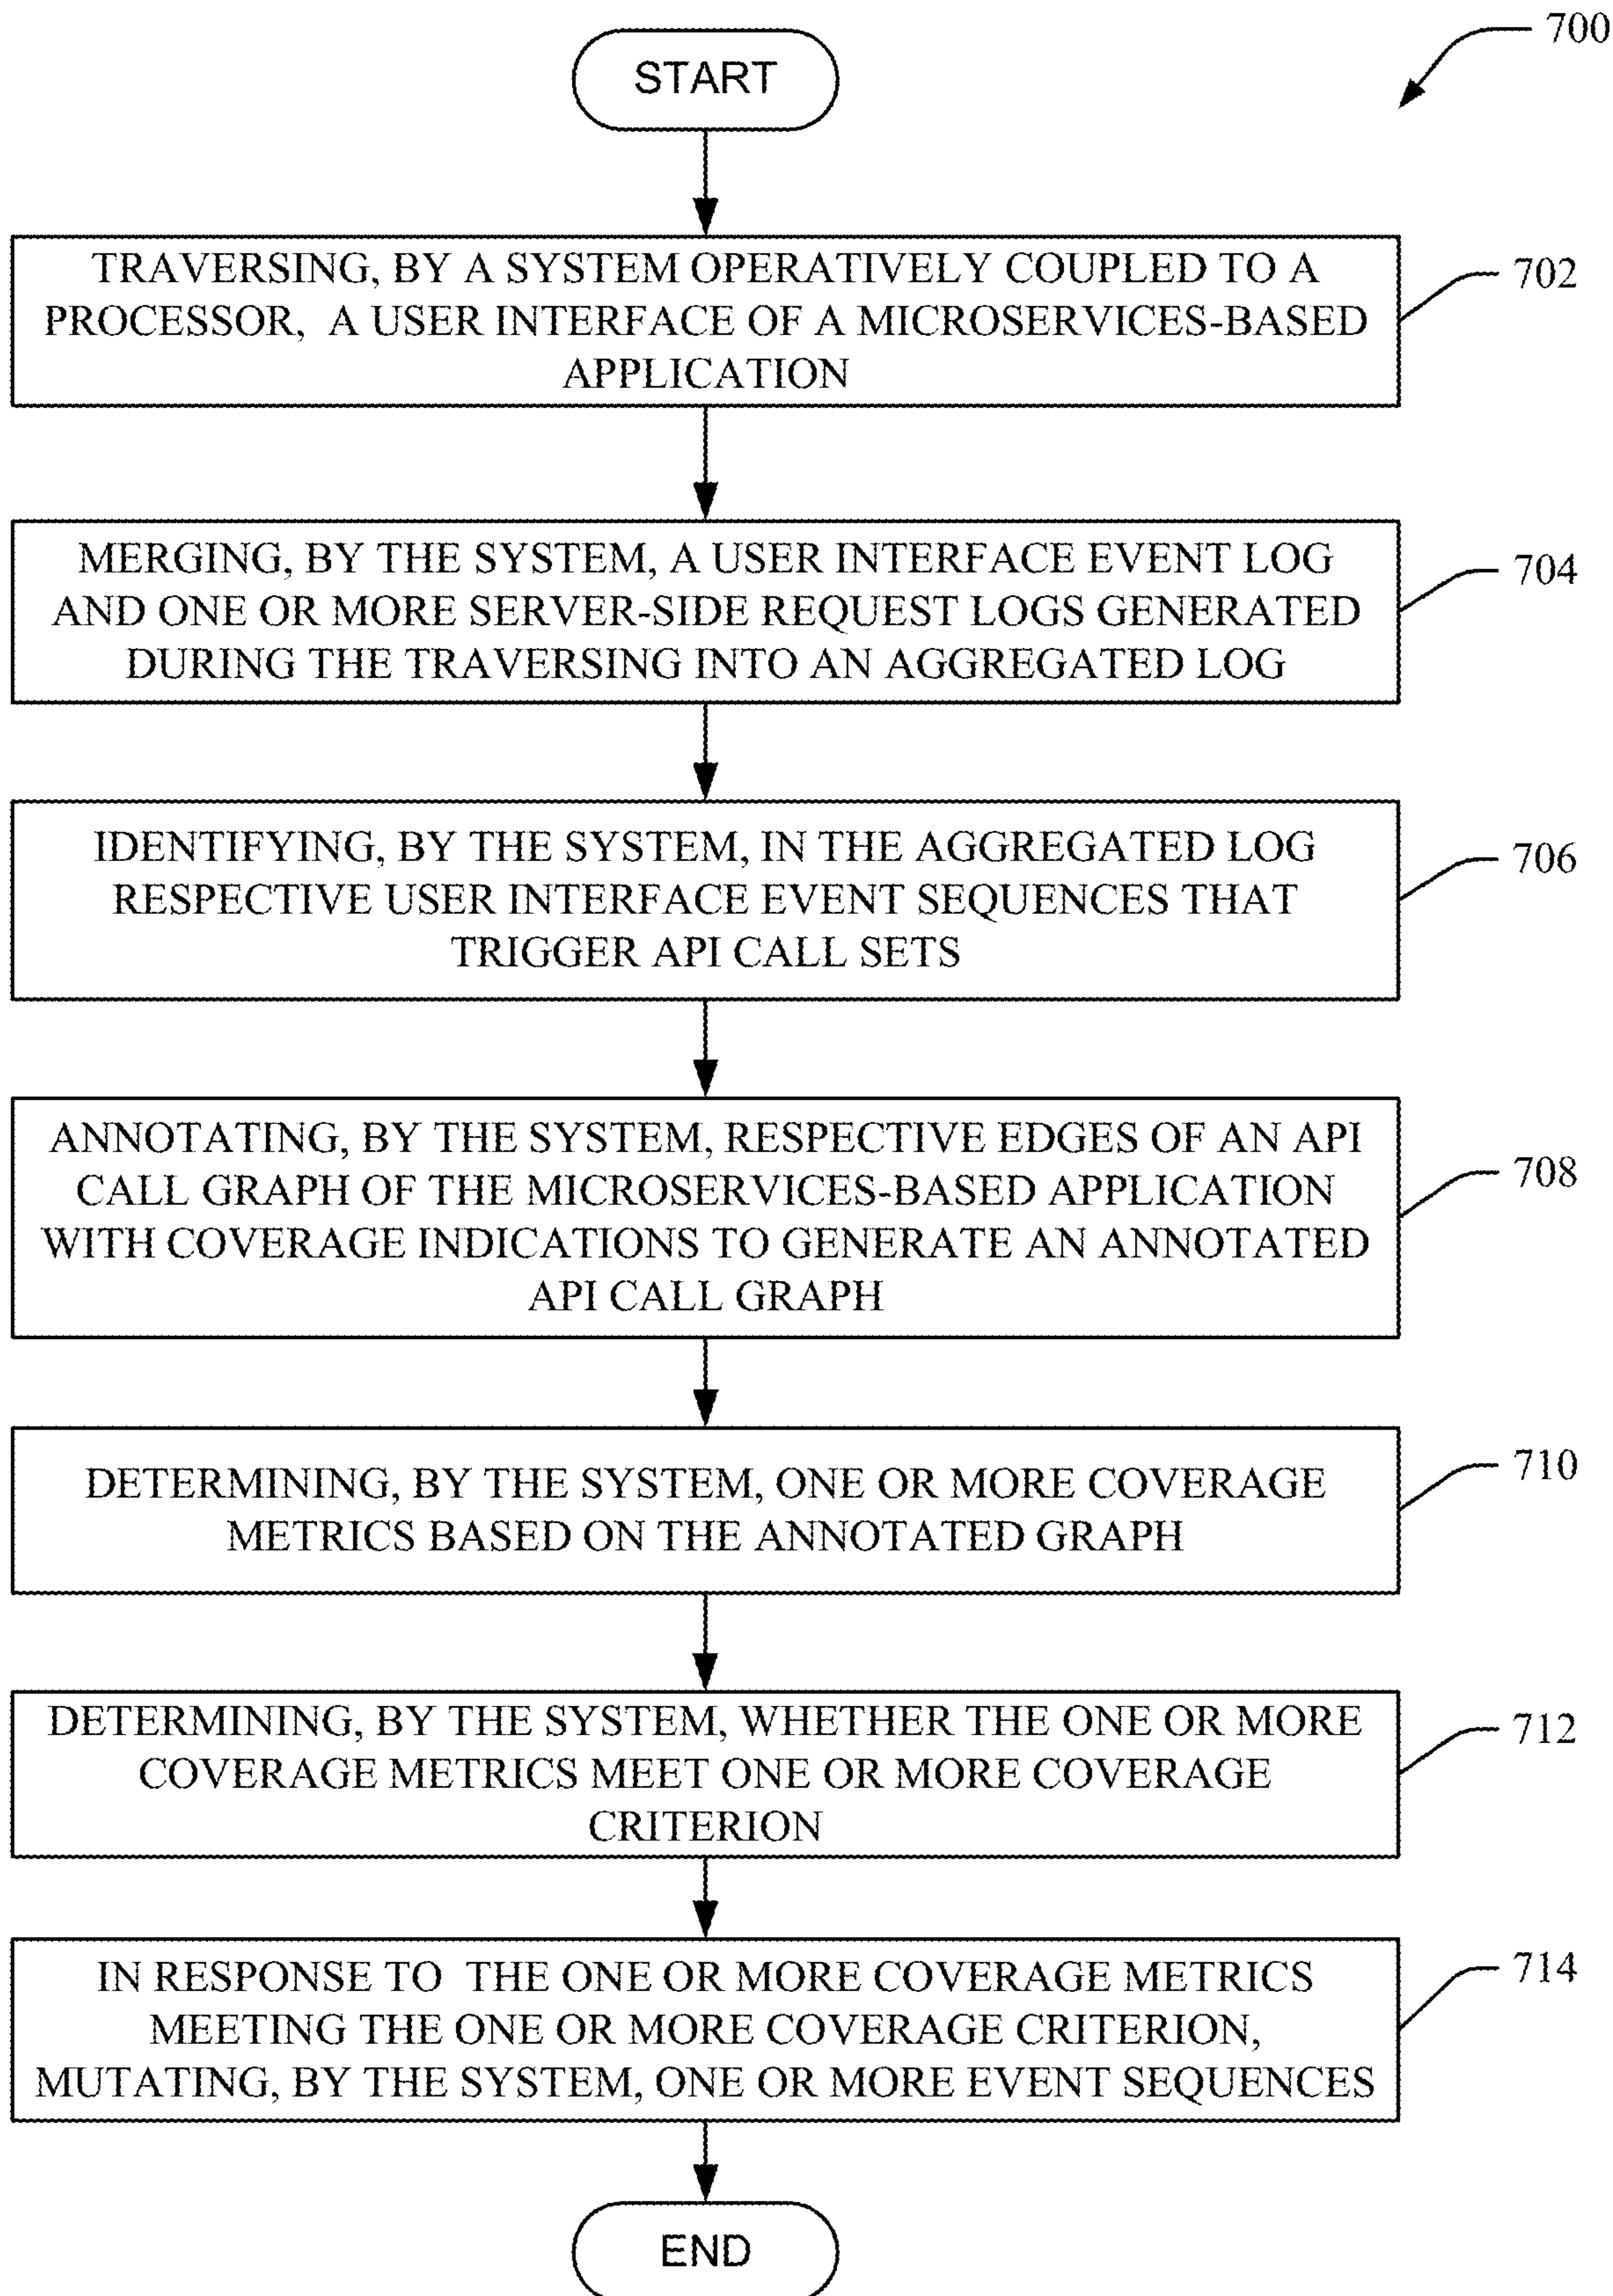 700
START
TRAVERSING, BY A SYSTEM OPERATIVELY COUPLED TO A
PROCESSOR, A USER INTERFACE OF A MICROSERVICES-BASED
APPLICATION
702
MERGING, BY THE SYSTEM, A USER INTERFACE EVENT LOG
AND ONE OR MORE SERVER-SIDE REQUEST LOGS GENERATED
DURING THE TRAVERSING INTO AN AGGREGATED LOG
704
IDENTIFYING, BY THE SYSTEM, IN THE AGGREGATED LOG
RESPECTIVE USER INTERFACE EVENT SEQUENCES THAT
TRIGGER API CALL SETS
706
ANNOTATING, BY THE SYSTEM, RESPECTIVE EDGES OF AN API
CALL GRAPH OF THE MICROSERVICES-BASED APPLICATION
WITH COVERAGE INDICATIONS TO GENERATE AN ANNOTATED
API CALL GRAPH
708
DETERMINING, BY THE SYSTEM, ONE OR MORE COVERAGE
METRICS BASED ON THE ANNOTATED GRAPH
710
DETERMINING, BY THE SYSTEM, WHETHER THE ONE OR MORE
COVERAGE METRICS MEET ONE OR MORE COVERAGE
CRITERION
712
IN RESPONSE TO THE ONE OR MORE COVERAGE METRICS
MEETING THE ONE OR MORE COVERAGE CRITERION,
MUTATING, BY THE SYSTEM, ONE OR MORE EVENT SEQUENCES
714
END